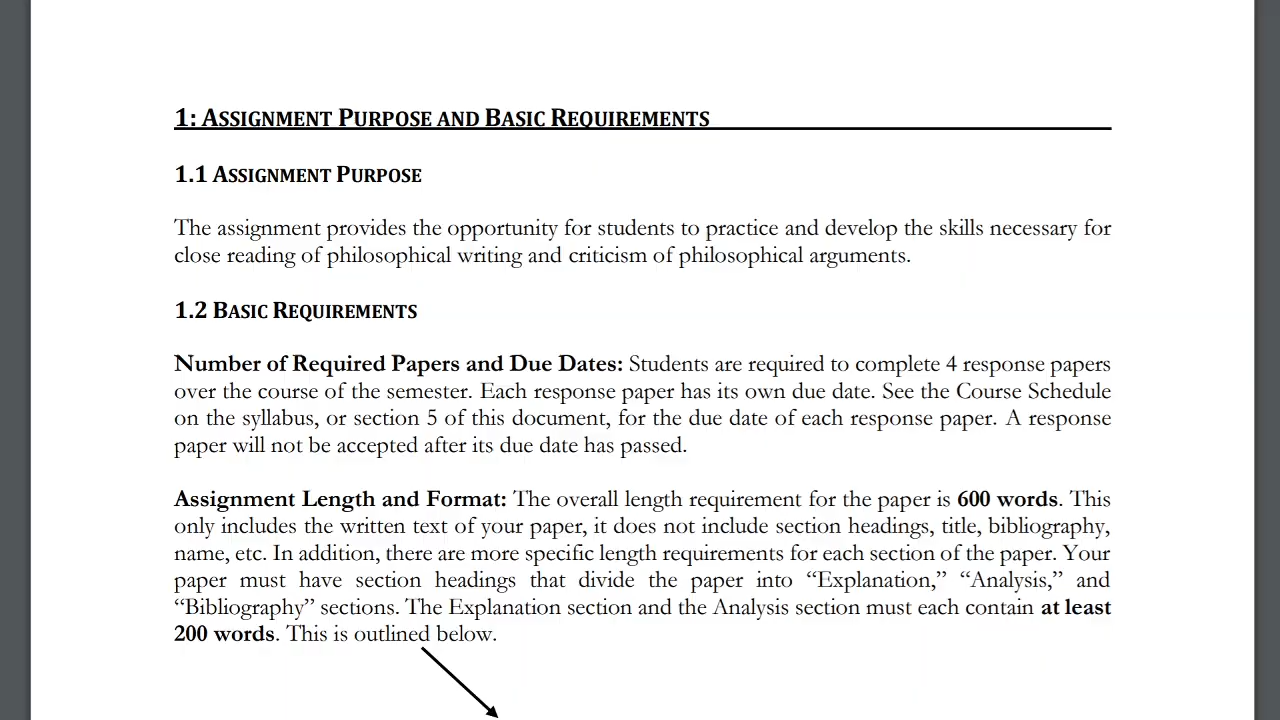 1: ASSIGNMENT PURPOSE AND BASIC REQUIREMENTS
1.1 ASSIGNMENT PURPOSE
The assignment provides the opportunity for students to practice and develop the skills necessary for
close reading of philosophical writing and criticism of philosophical arguments.
1.2 BASIC REQUIREMENTS
Number of Required Papers and Due Dates: Students are required to complete 4 response papers
over the course of the semester. Each response paper has its own due date. See the Course Schedule
on the syllabus, or section 5 of this document, for the due date of each response paper. A response
paper will not be accepted after its due date has passed.
Assignment Length and Format: The overall length requirement for the paper is 600 words. This
only includes the written text of your paper, it does not include section headings, title, bibliography,
name, etc. In addition, there are more specific length requirements for each section of the paper. Your
paper must have section headings that divide the paper into “Explanation,” “Analysis,” and
“Bibliography” sections. The Explanation section and the Analysis section must each contain at least
200 words. This is outlined below.